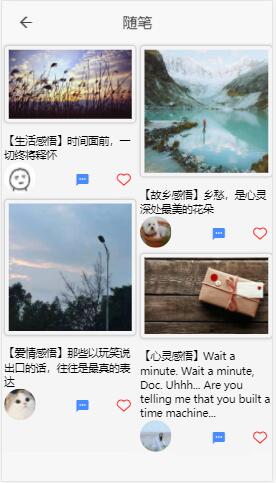 随笔
【生活感悟】时间面前，一
切终将释怀
【故乡感悟】乡愁，是心灵
深处最美的花朵
【爱情感悟】那些以玩笑说
出口的话，往往是最真的表
达
【心灵感悟】Wait a
minute. Wait a minute,
Doc. Uhhh... Are you
telling me that you built a
time machine...